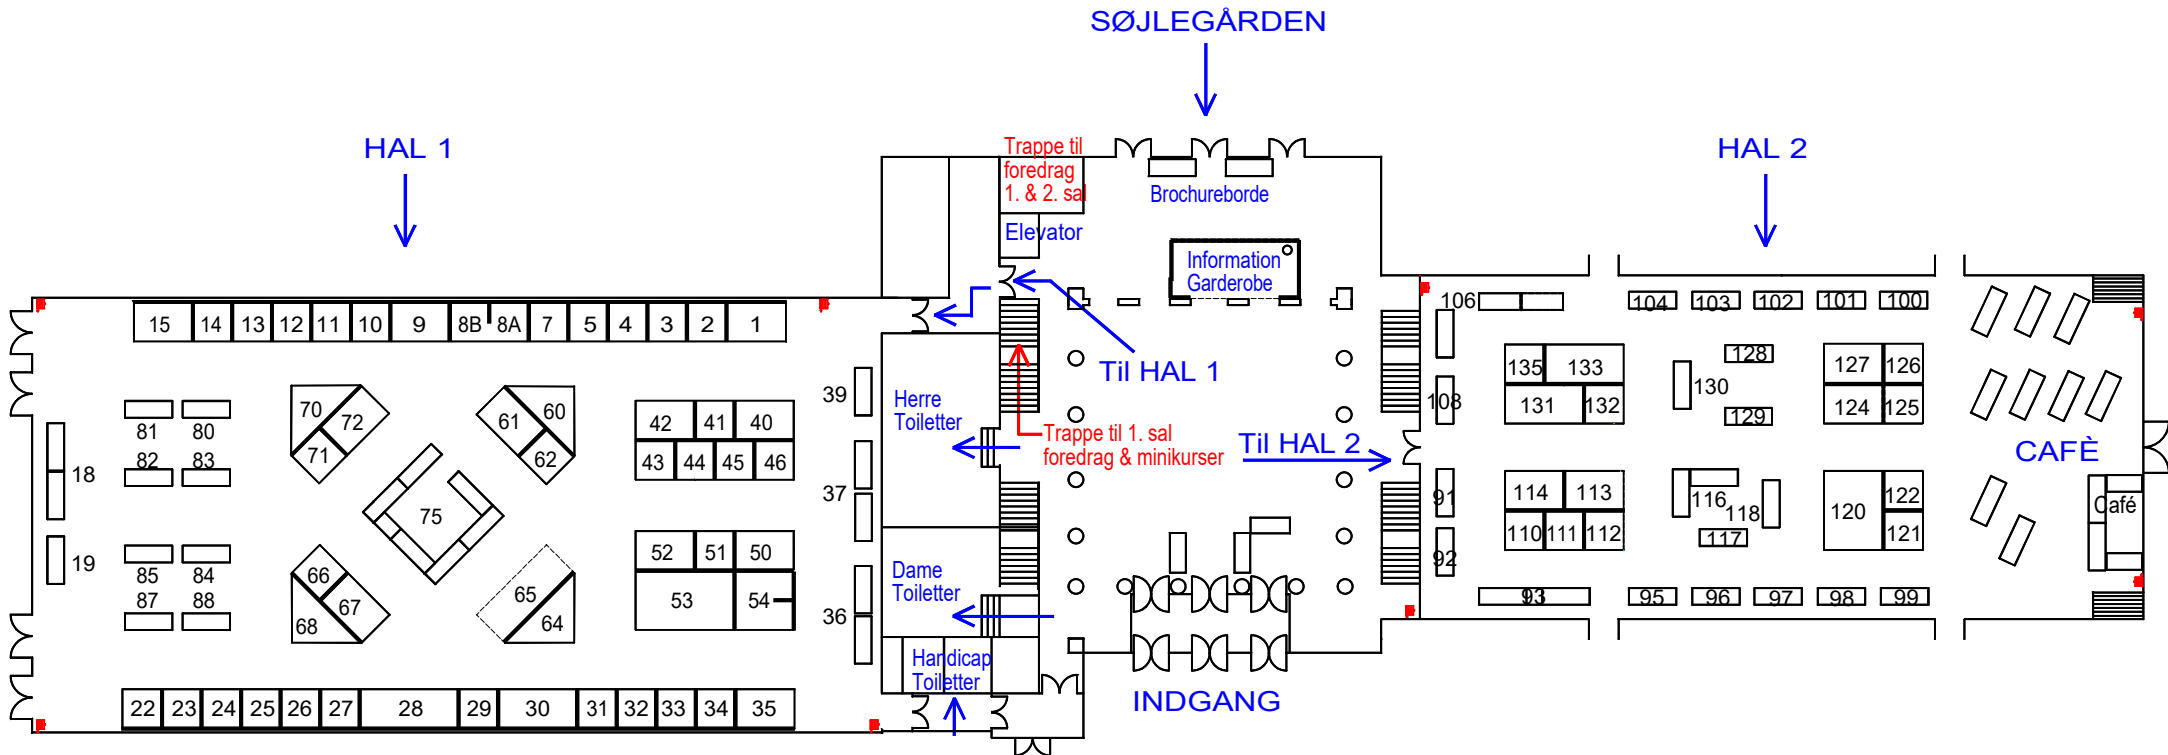 SØJLEGÅRDEN
HAL 1
HAL 2
Trappe til
foredrag
1. & 2. sal
Brochureborde
Elevator
Information
Garderobe
Til HAL 1
Herre
Toiletter
Trappe til 1. sal
foredrag & minikurser
Til HAL 2
Dame
Toiletter
Handicap
Toiletter
INDGANG
CAFÈ
Café
15 14 13 12 11 10 9 8B 8A 7 5 4 3 2 1
39
81 80
82 83
70 72
71
61 60
62
42 41 40
43 44 45 46
18
75
37
19
85 84
87 88
66
67
68
65
64
52 51 50
53 54
36
22 23 24 25 26 27 28 29 30 31 32 33 34 35
106
104 103 102 101 100
135 133
131 132
128
130
129
127 126
124 125
108
91
92
114 113
110 111 112
116
118
117
120
122
121
93 95 96 97 98 99